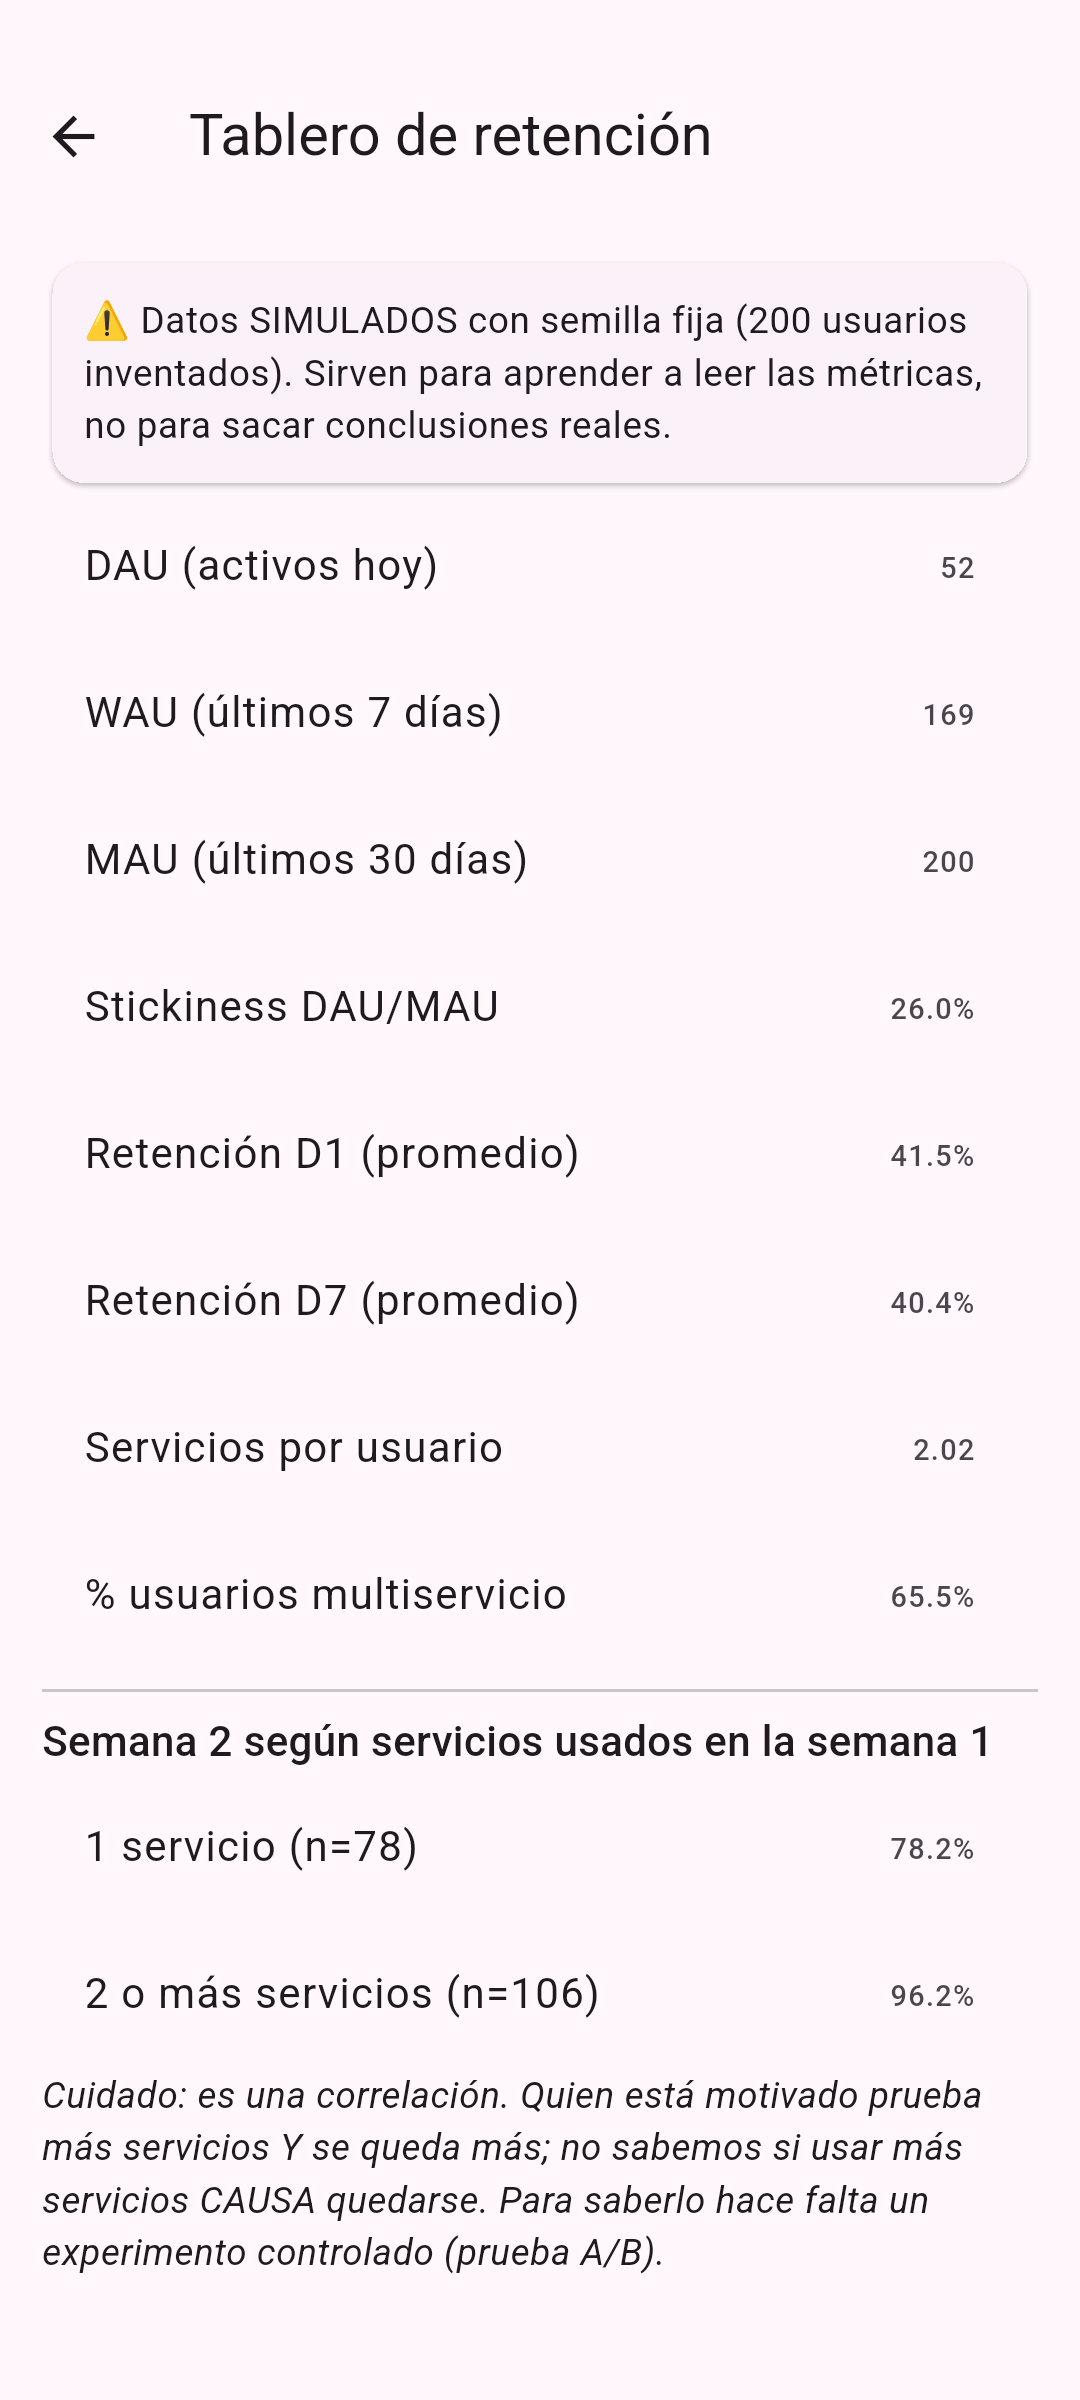 Tablero de retención
⚠️ Datos SIMULADOS con semilla fija (200 usuarios
inventados). Sirven para aprender a leer las métricas,
no para sacar conclusiones reales.
DAU (activos hoy) 52
WAU (últimos 7 días) 169
MAU (últimos 30 días) 200
Stickiness DAU/MAU 26.0%
Retención D1 (promedio) 41.5%
Retención D7 (promedio) 40.4%
Servicios por usuario 2.02
% usuarios multiservicio 65.5%
Semana 2 según servicios usados en la semana 1
1 servicio (n=78) 78.2%
2 o más servicios (n=106) 96.2%
Cuidado: es una correlación. Quien está motivado prueba
más servicios Y se queda más; no sabemos si usar más
servicios CAUSA quedarse. Para saberlo hace falta un
experimento controlado (prueba A/B).